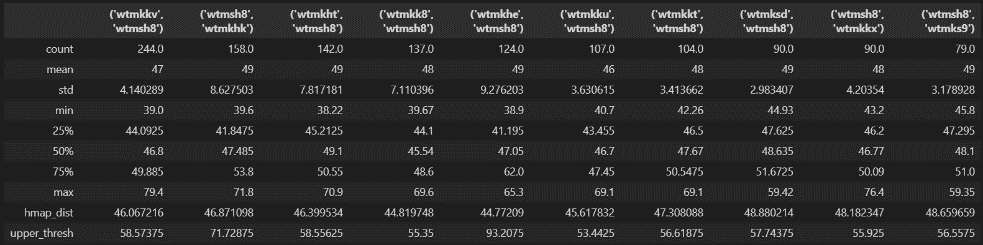 ('wtmkkv', 'wtmsh8') ('wtmsh8', 'wtmkhk') ('wtmkht', 'wtmsh8') ('wtmkk8', 'wtmsh8') ('wtmkhe', 'wtmsh8') ('wtmkku', 'wtmsh8') ('wtmkkt', 'wtmsh8') ('wtmksd', 'wtmsh8') ('wtmsh8', 'wtmkkx') ('wtmsh8', 'wtmks9')
count 244.0 158.0 142.0 137.0 124.0 107.0 104.0 90.0 90.0 79.0
mean 47 49 49 48 49 46 48 49 48 49
std 4.140289 8.627503 7.817181 7.110396 9.276203 3.630615 3.413662 2.983407 4.20354 3.178928
min 39.0 39.6 38.22 39.67 38.9 40.7 42.26 44.93 43.2 45.8
25% 44.0925 41.8475 45.2125 44.1 41.195 43.455 46.5 47.625 46.2 47.295
50% 46.8 47.485 49.1 45.54 47.05 46.7 47.67 48.635 46.77 48.1
75% 49.885 53.8 50.55 48.6 62.0 47.45 50.5475 51.6725 50.09 51.0
max 79.4 71.8 70.9 69.6 65.3 69.1 69.1 59.42 76.4 59.35
hmap_dist 46.067216 46.871098 46.399534 44.819748 44.77209 45.617832 47.308088 48.880214 48.182347 48.659659
upper_thresh 58.57375 71.72875 58.55625 55.35 93.2075 53.4425 56.61875 57.74375 55.925 56.5575